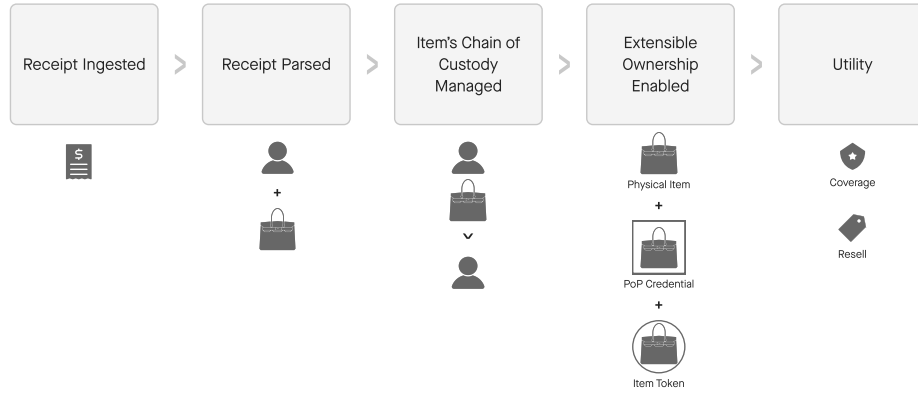 Receipt Ingested
Receipt Parsed
Item's Chain of
Custody
Managed
Extensible
Ownership
Enabled
Utility
$
+
Physical Item
+
PoP Credential
+
Item Token
Coverage
Resell